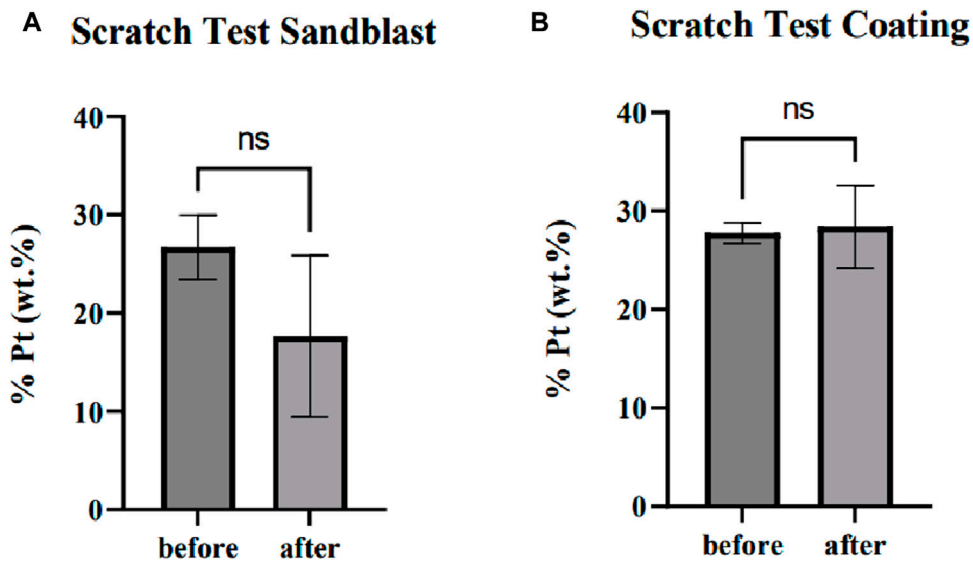 A Scratch Test Sandblast
% Pt (wt.%)
40
30
20
10
0
ns
before after
B Scratch Test Coating
% Pt (wt.%)
40
30
20
10
0
ns
before after